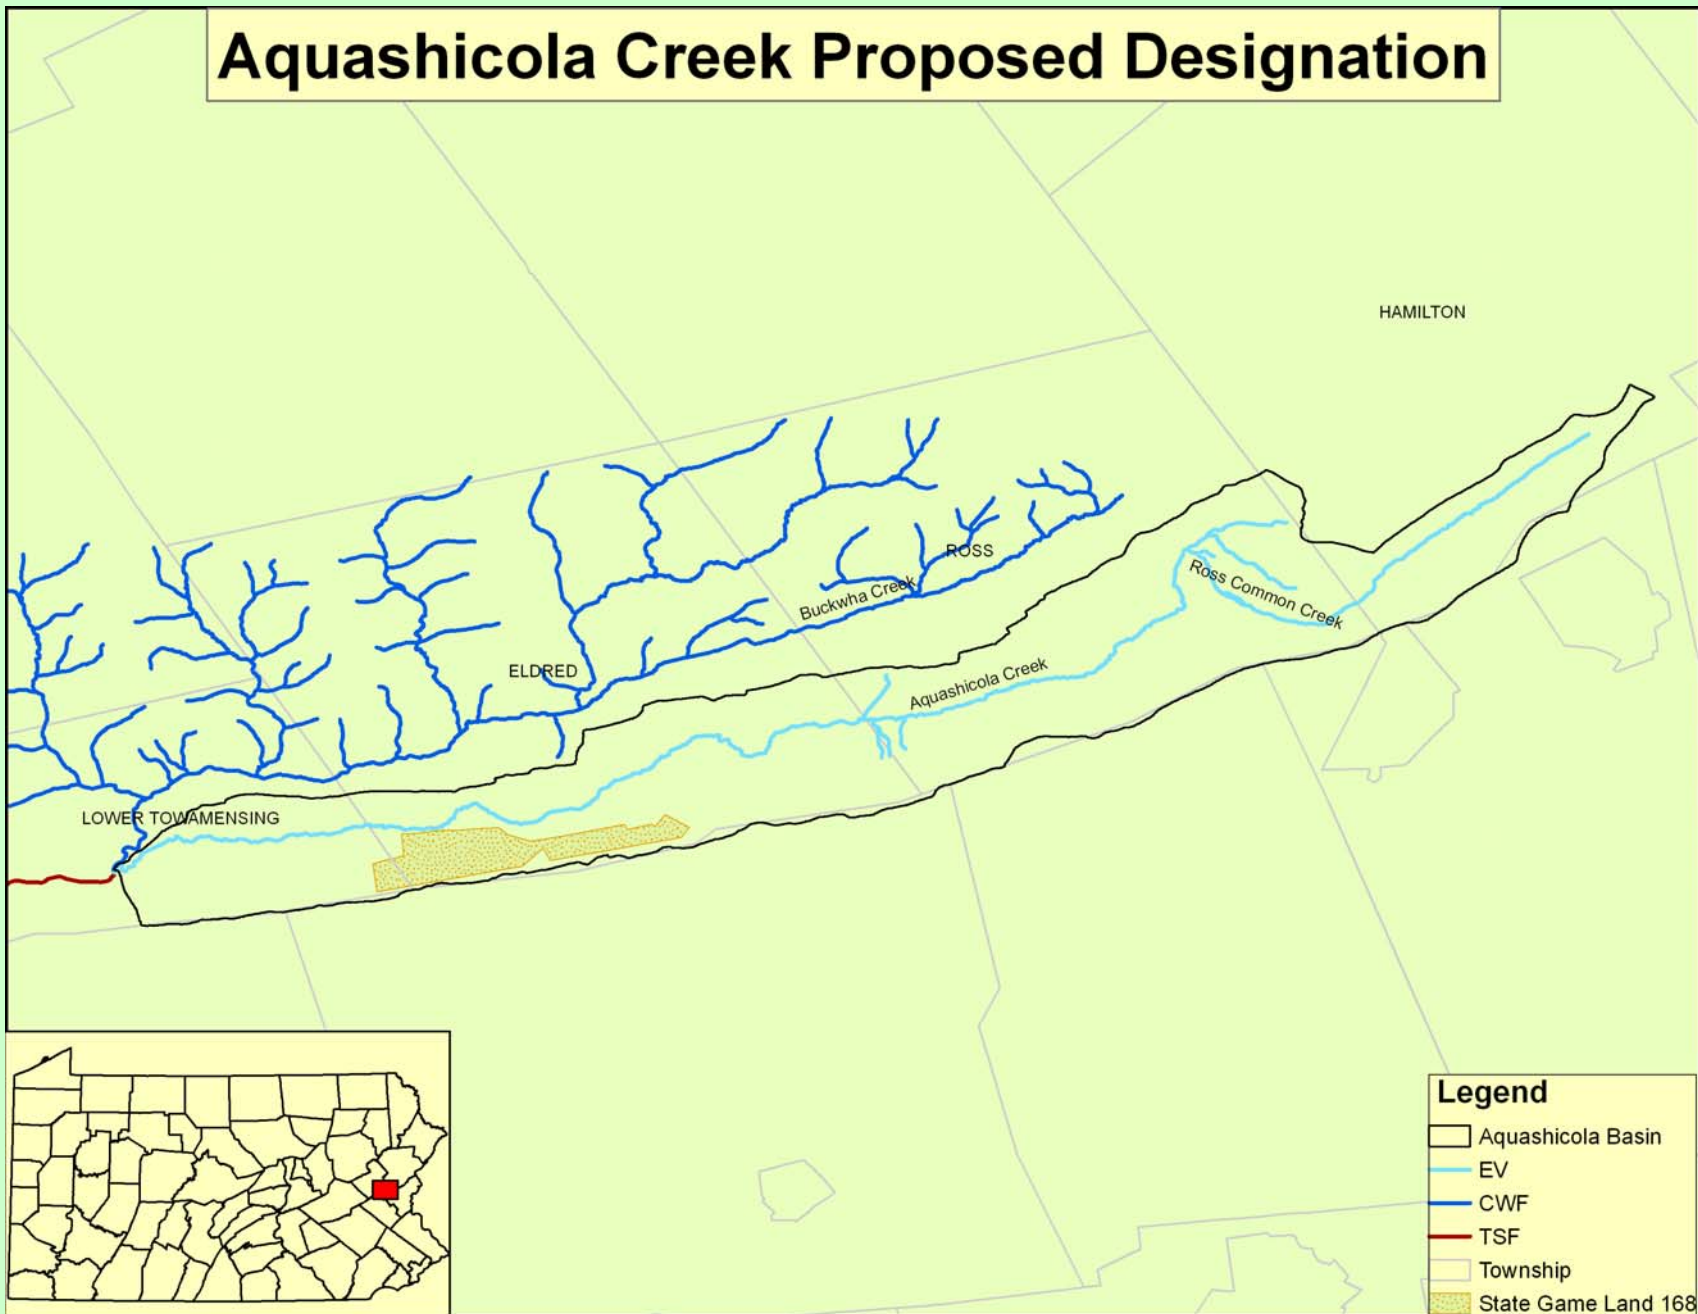 Aquashicola Creek Proposed Designation
HAMILTON
ROSS
Ross Common Creek
Buckwha Creek
ELDRED
Aquashicola Creek
LOWER TOWAMENSING
Legend
Aquashicola Basin
EV
CWF
TSF
Township
State Game Land 168